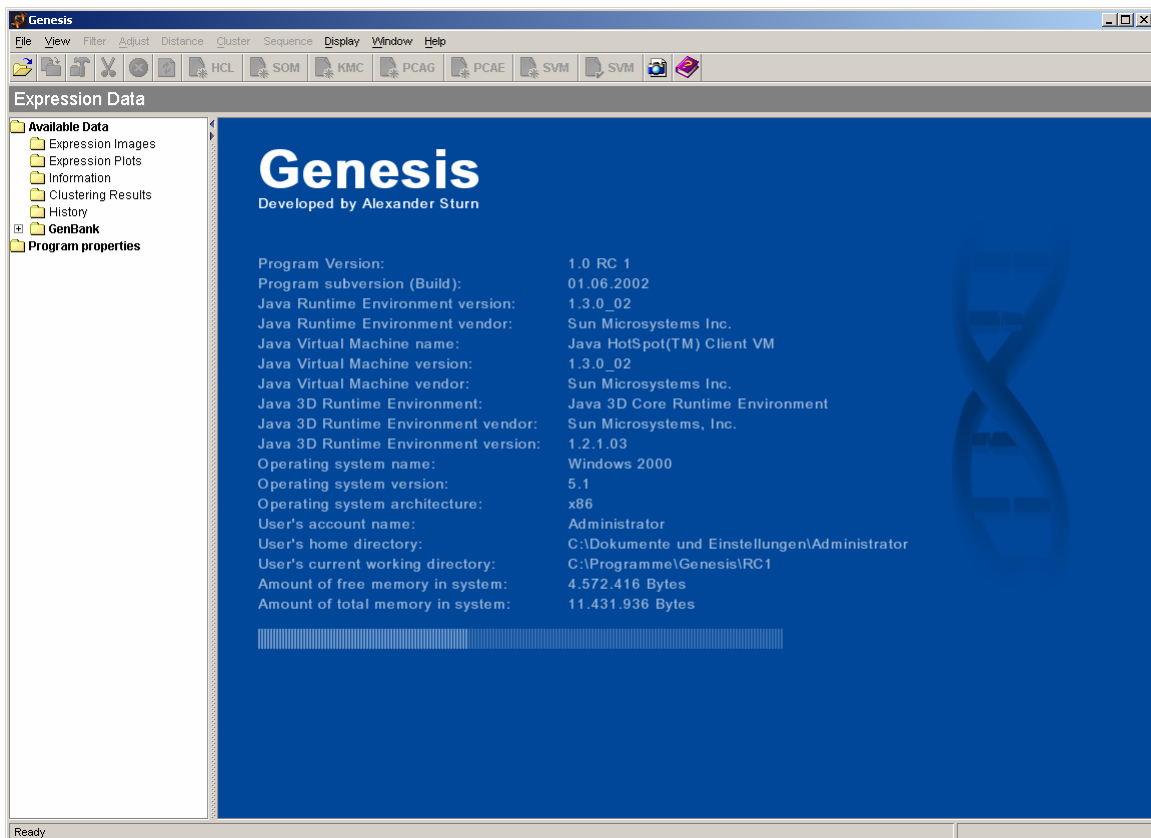 Genesis
File View Filter Adjust Distance Cluster Sequence Display Window Help
HCL SOM KMC PCAG PCAE SVM SVM
Expression Data
Available Data
Expression Images
Expression Plots
Information
Clustering Results
History
GenBank
Program properties
Genesis
Developed by Alexander Sturn
Program Version: 1.0 RC 1
Program subversion (Build): 01.06.2002
Java Runtime Environment version: 1.3.0_02
Java Runtime Environment vendor: Sun Microsystems Inc.
Java Virtual Machine name: Java HotSpot(TM) Client VM
Java Virtual Machine version: 1.3.0_02
Java Virtual Machine vendor: Sun Microsystems Inc.
Java 3D Runtime Environment: Java 3D Core Runtime Environment
Java 3D Runtime Environment vendor: Sun Microsystems, Inc.
Java 3D Runtime Environment version: 1.2.1.03
Operating system name: Windows 2000
Operating system version: 5.1
Operating system architecture: x86
User's account name: Administrator
User's home directory: C:\Dokumente und Einstellungen\Administrator
User's current working directory: C:\Programme\Genesis\RC1
Amount of free memory in system: 4.572.416 Bytes
Amount of total memory in system: 11.431.936 Bytes
Ready